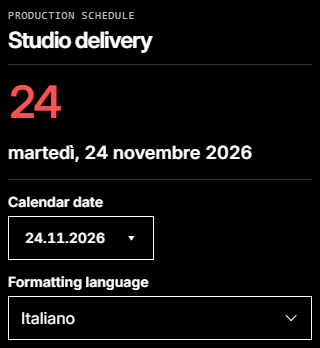 PRODUCTION SCHEDULE
Studio delivery
24
martedì, 24 novembre 2026
Calendar date
24.11.2026
Formatting language
Italiano